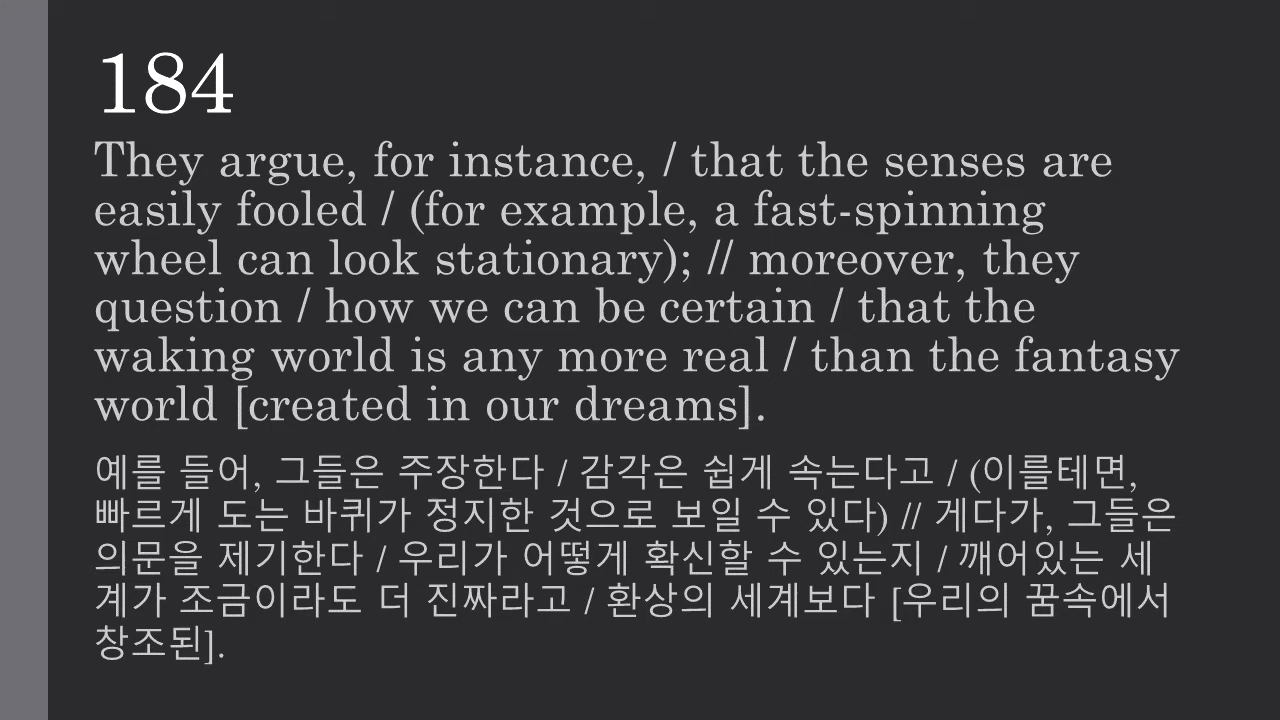 184
They argue, for instance, / that the senses are
easily fooled / (for example, a fast-spinning
wheel can look stationary); // moreover, they
question / how we can be certain / that the
waking world is any more real / than the fantasy
world [created in our dreams].
예를 들어, 그들은 주장한다 / 감각은 쉽게 속는다고 / (이를테면,
빠르게 도는 바퀴가 정지한 것으로 보일 수 있다) // 게다가, 그들은
의문을 제기한다 / 우리가 어떻게 확신할 수 있는지 / 깨어있는 세
계가 조금이라도 더 진짜라고 / 환상의 세계보다 [우리의 꿈속에서
창조된].